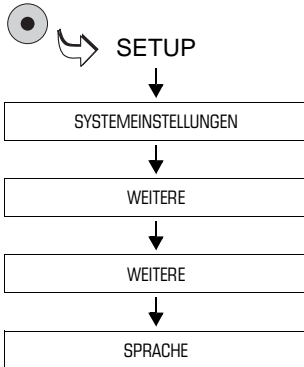 SETUP
SYSTEMEINSTELLUNGEN
WEITERE
WEITERE
SPRACHE